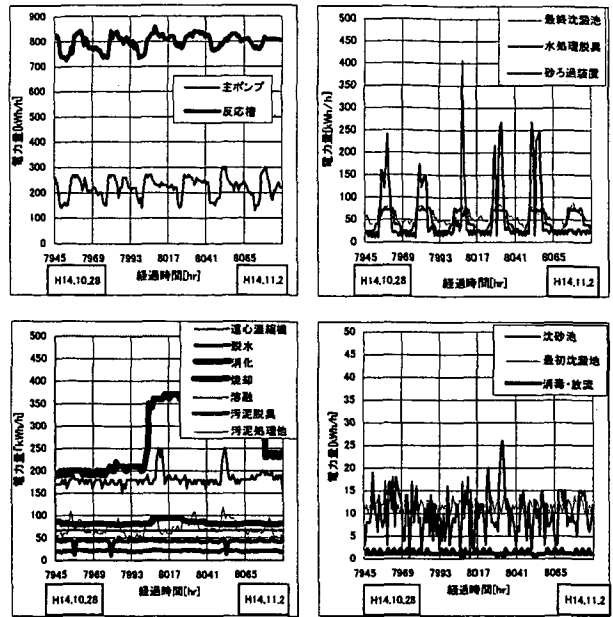 900
800
700
600
500
400
300
200
100
0
電力量[kWh/h]
主ポンプ
反応槽
7945 7969 7993 8017 8041 8065
H14.10.28
経過時間[hr]
H14.11.2
500
450
400
350
300
250
200
150
100
50
0
電力量[kWh/h]
最終沈澱池
水処理脱臭
砂ろ過装置
7945 7969 7993 8017 8041 8065
H14.10.28
経過時間[hr]
H14.11.2
500
450
400
350
300
250
200
150
100
50
0
電力量[kWh/h]
遠心濃縮機
脱水
消化
焼却
溶融
汚泥脱臭
汚泥処理他
7945 7969 7993 8017 8041 8065
H14.10.28
経過時間[hr]
H14.11.2
50
45
40
35
30
25
20
15
10
5
0
電力量[kWh/h]
沈砂池
最初沈澱池
消毒・放流
7945 7969 7993 8017 8041 8065
H14.10.28
経過時間[hr]
H14.11.2